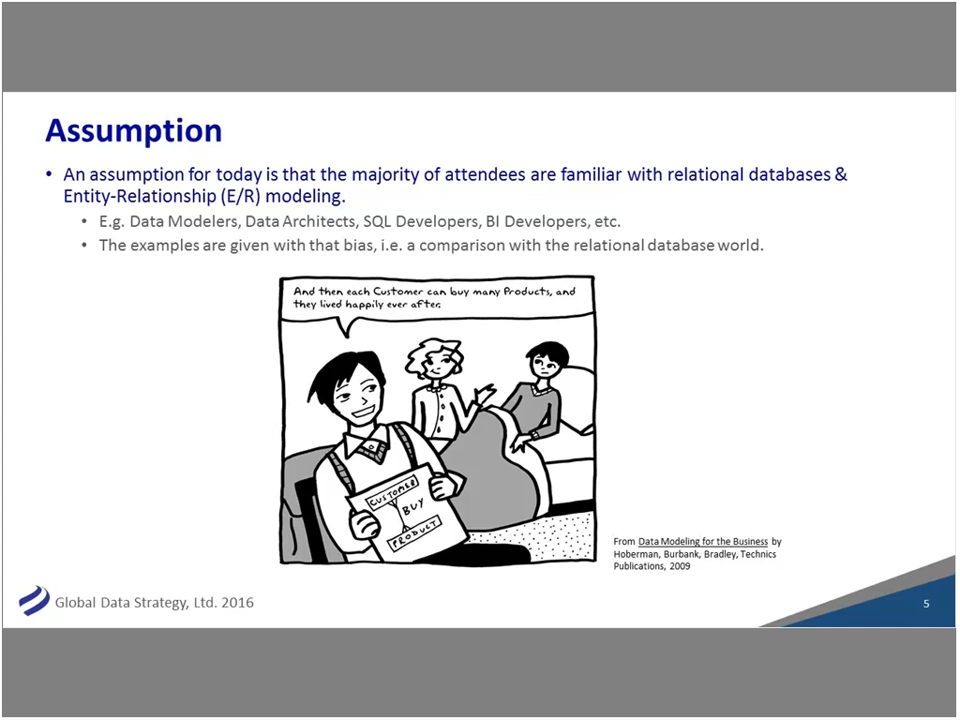 Assumption
• An assumption for today is that the majority of attendees are familiar with relational databases &
Entity-Relationship (E/R) modeling.
• E.g. Data Modelers, Data Architects, SQL Developers, BI Developers, etc.
• The examples are given with that bias, i.e. a comparison with the relational database world.
And then each Customer can buy many Products, and
they lived happily ever after.
CUSTOMER
BUY
PRODUCT
From Data Modeling for the Business by
Hoberman, Burbank, Bradley, Technics
Publications, 2009
Global Data Strategy, Ltd. 2016
5